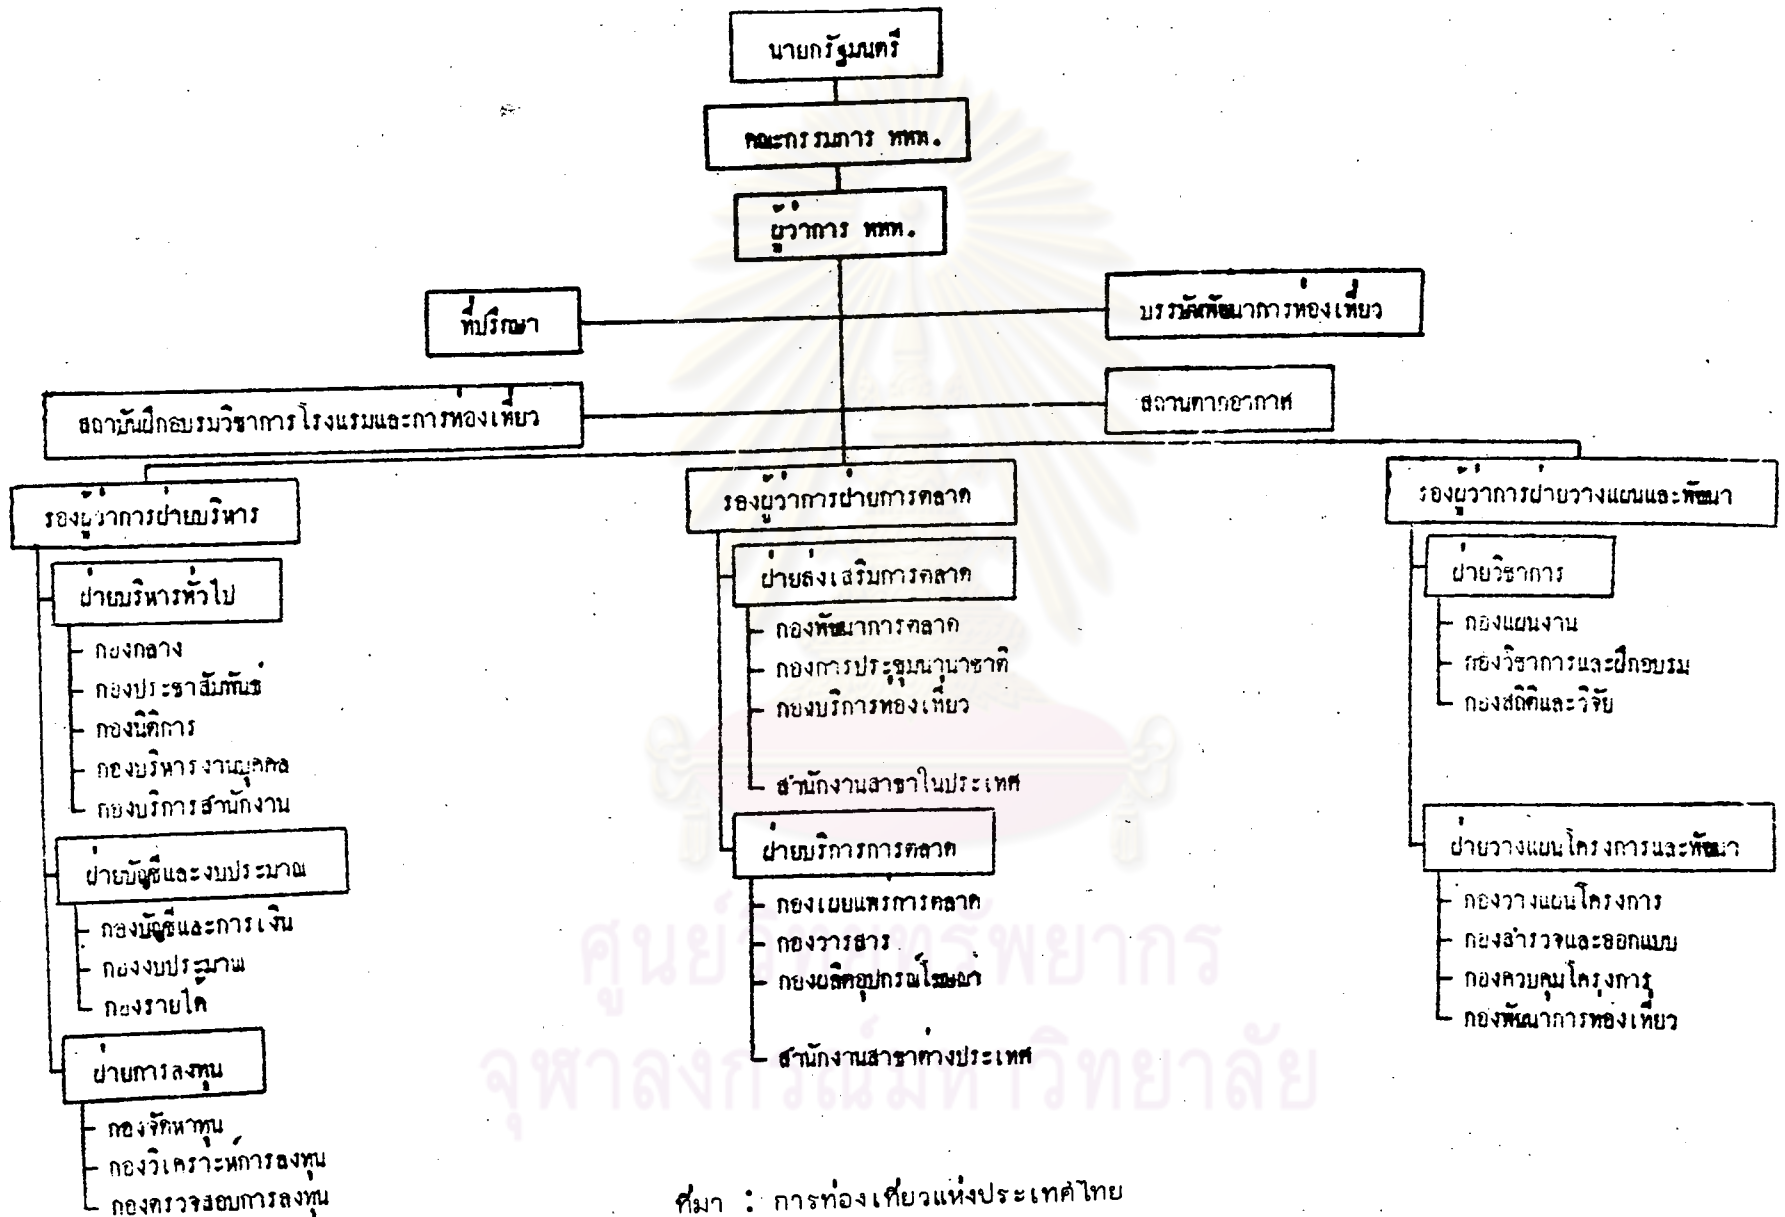 นายกรัฐมนตรี
คณะกรรมการ ททท.
ผู้ว่าการ ททท.
ที่ปรึกษา
บรรษัทพัฒนาการท่องเที่ยว
สถาบันฝึกอบรมวิชาการโรงแรมและการท่องเที่ยว
สถานตากอากาศ
รองผู้ว่าการฝ่ายบริหาร
ฝ่ายบริหารทั่วไป
กองกลาง
กองประชาสัมพันธ์
กองนิติการ
กองบริหารงานบุคคล
กองบริการสำนักงาน
ฝ่ายบัญชีและงบประมาณ
กองบัญชีและการเงิน
กองงบประมาณ
กองรายได้
ฝ่ายการลงทุน
กองจัดหาทุน
กองวิเคราะห์การลงทุน
กองตรวจสอบการลงทุน
รองผู้ว่าการฝ่ายการตลาด
ฝ่ายส่งเสริมการตลาด
กองพัฒนาการตลาด
กองการประชุมนานาชาติ
กองบริการท่องเที่ยว
สำนักงานสาขาในประเทศ
ฝ่ายบริการการตลาด
กองเผยแพร่การตลาด
กองวารสาร
กองผลิตอุปกรณ์โฆษณา
สำนักงานสาขาต่างประเทศ
รองผู้ว่าการฝ่ายวางแผนและพัฒนา
ฝ่ายวิชาการ
กองแผนงาน
กองวิชาการและฝึกอบรม
กองสถิติและวิจัย
ฝ่ายวางแผนโครงการและพัฒนา
กองวางแผนโครงการ
กองสำรวจและออกแบบ
กองควบคุมโครงการ
กองพัฒนาการท่องเที่ยว
ศูนย์วิทยทรัพยากร
จุฬาลงกรณ์มหาวิทยาลัย
ที่มา : การท่องเที่ยวแห่งประเทศไทย